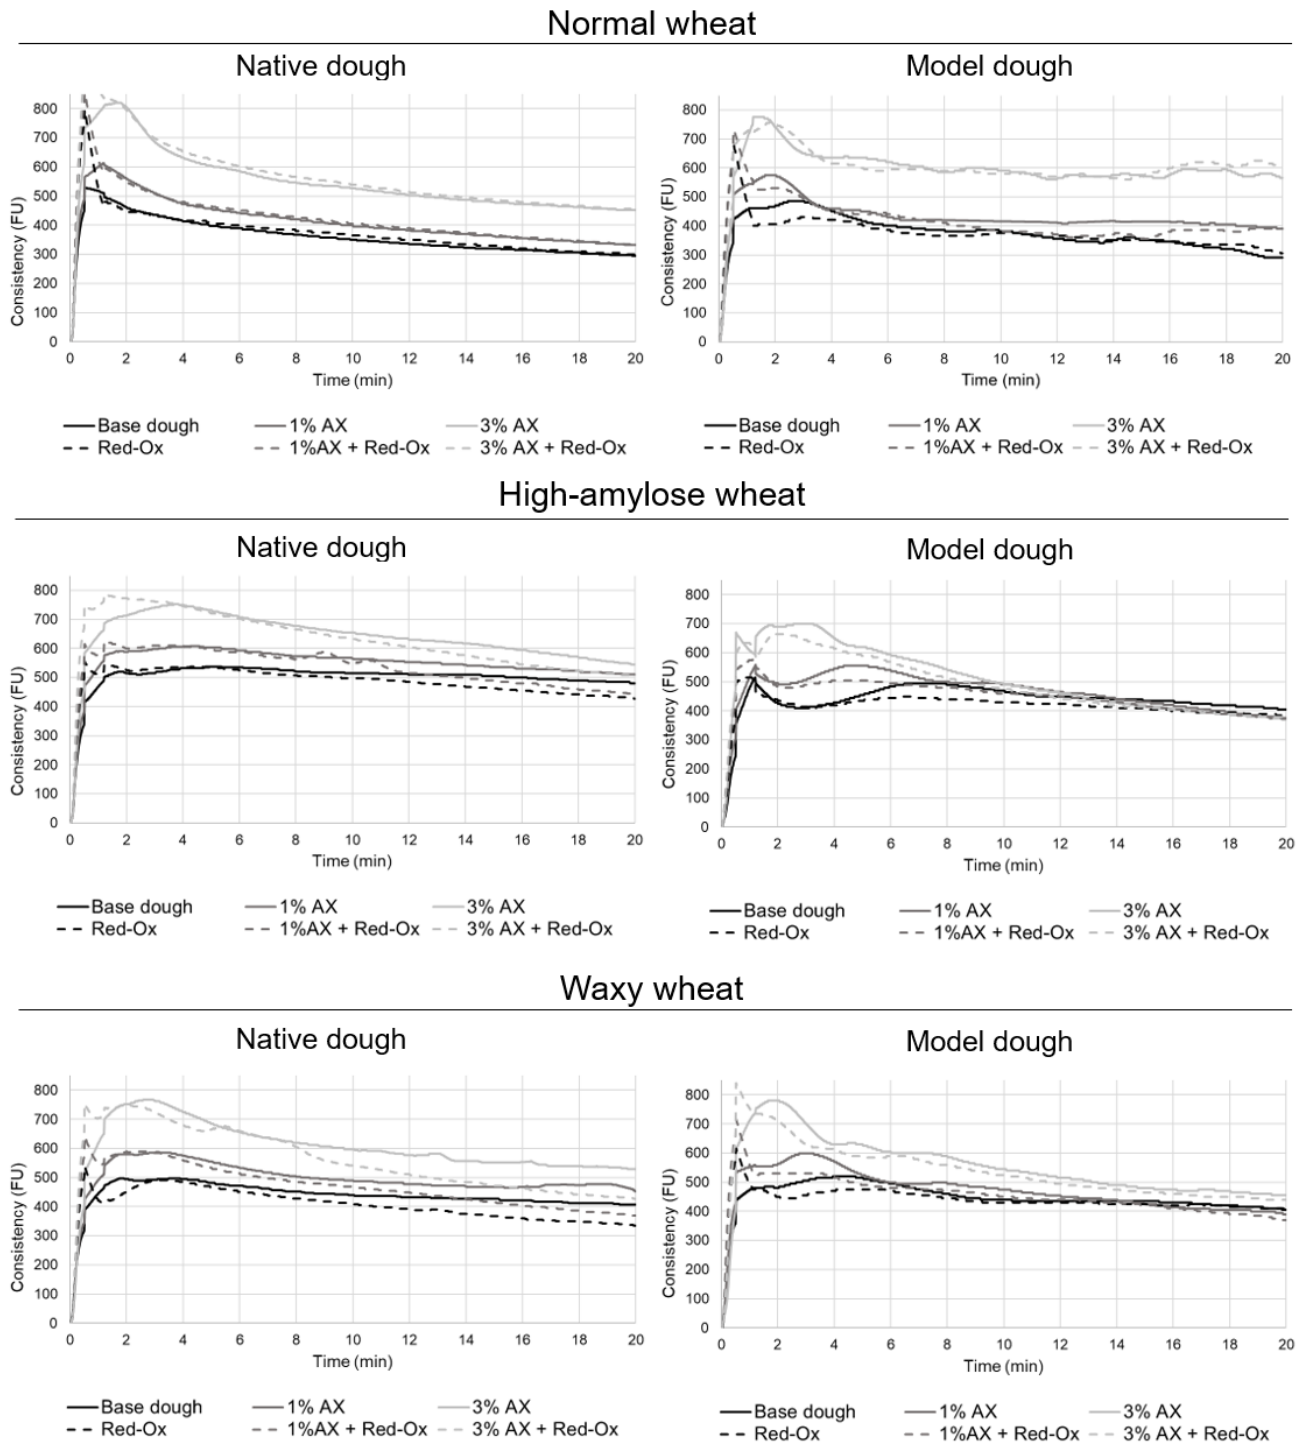 Normal wheat
Native dough
Model dough
Consistency (FU)
800
700
600
500
400
300
200
100
0
0 2 4 6 8 10 12 14 16 18 20
Time (min)
Base dough 1% AX 3% AX
Red-Ox 1%AX + Red-Ox 3% AX + Red-Ox
Consistency (FU)
800
700
600
500
400
300
200
100
0
0 2 4 6 8 10 12 14 16 18 20
Time (min)
Base dough 1% AX 3% AX
Red-Ox 1%AX + Red-Ox 3% AX + Red-Ox
High-amylose wheat
Native dough
Model dough
Consistency (FU)
800
700
600
500
400
300
200
100
0
0 2 4 6 8 10 12 14 16 18 20
Time (min)
Base dough 1% AX 3% AX
Red-Ox 1%AX + Red-Ox 3% AX + Red-Ox
Consistency (FU)
800
700
600
500
400
300
200
100
0
0 2 4 6 8 10 12 14 16 18 20
Time (min)
Base dough 1% AX 3% AX
Red-Ox 1%AX + Red-Ox 3% AX + Red-Ox
Waxy wheat
Native dough
Model dough
Consistency (FU)
800
700
600
500
400
300
200
100
0
0 2 4 6 8 10 12 14 16 18 20
Time (min)
Base dough 1% AX 3% AX
Red-Ox 1%AX + Red-Ox 3% AX + Red-Ox
Consistency (FU)
800
700
600
500
400
300
200
100
0
0 2 4 6 8 10 12 14 16 18 20
Time (min)
Base dough 1% AX 3% AX
Red-Ox 1%AX + Red-Ox 3% AX + Red-Ox